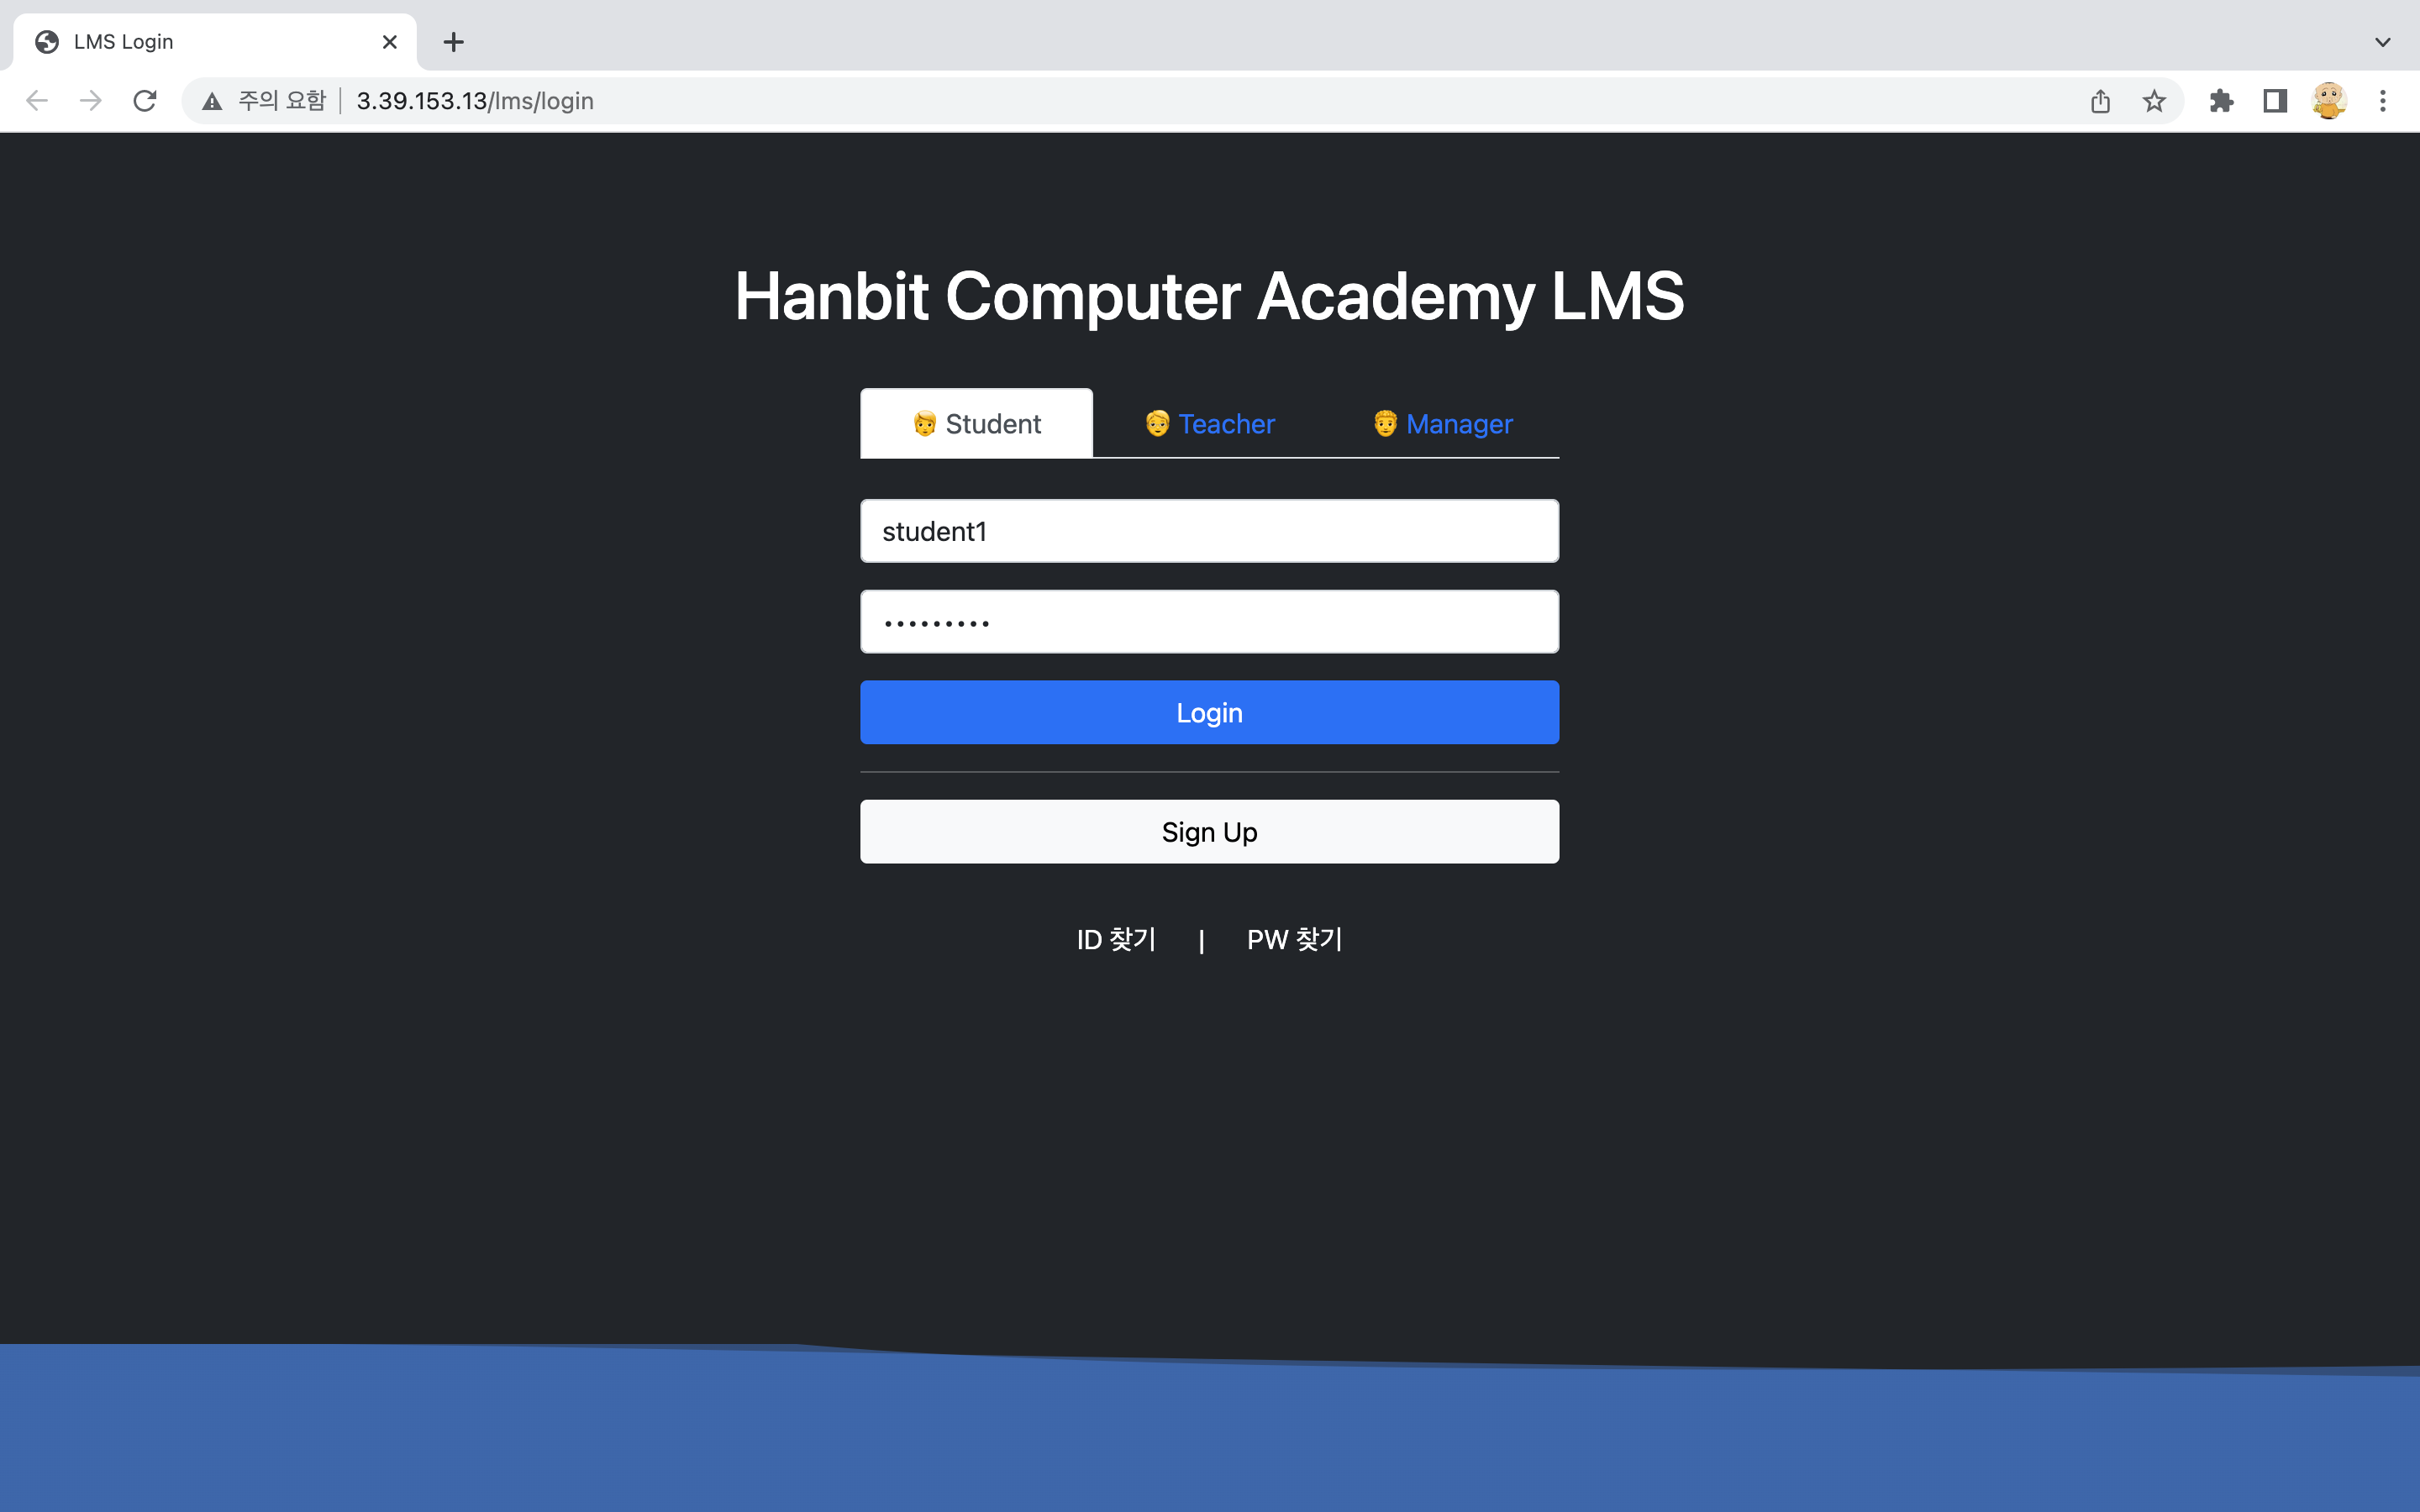 LMS Login
주의 요함 3.39.153.13/lms/login
Hanbit Computer Academy LMS
Student Teacher Manager
student1
•••••••••
Login
Sign Up
ID 찾기 | PW 찾기